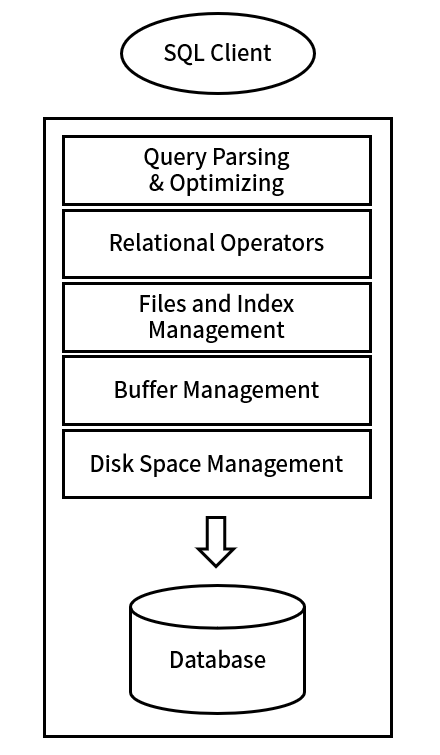 SQL Client
Query Parsing
& Optimizing
Relational Operators
Files and Index
Management
Buffer Management
Disk Space Management
Database